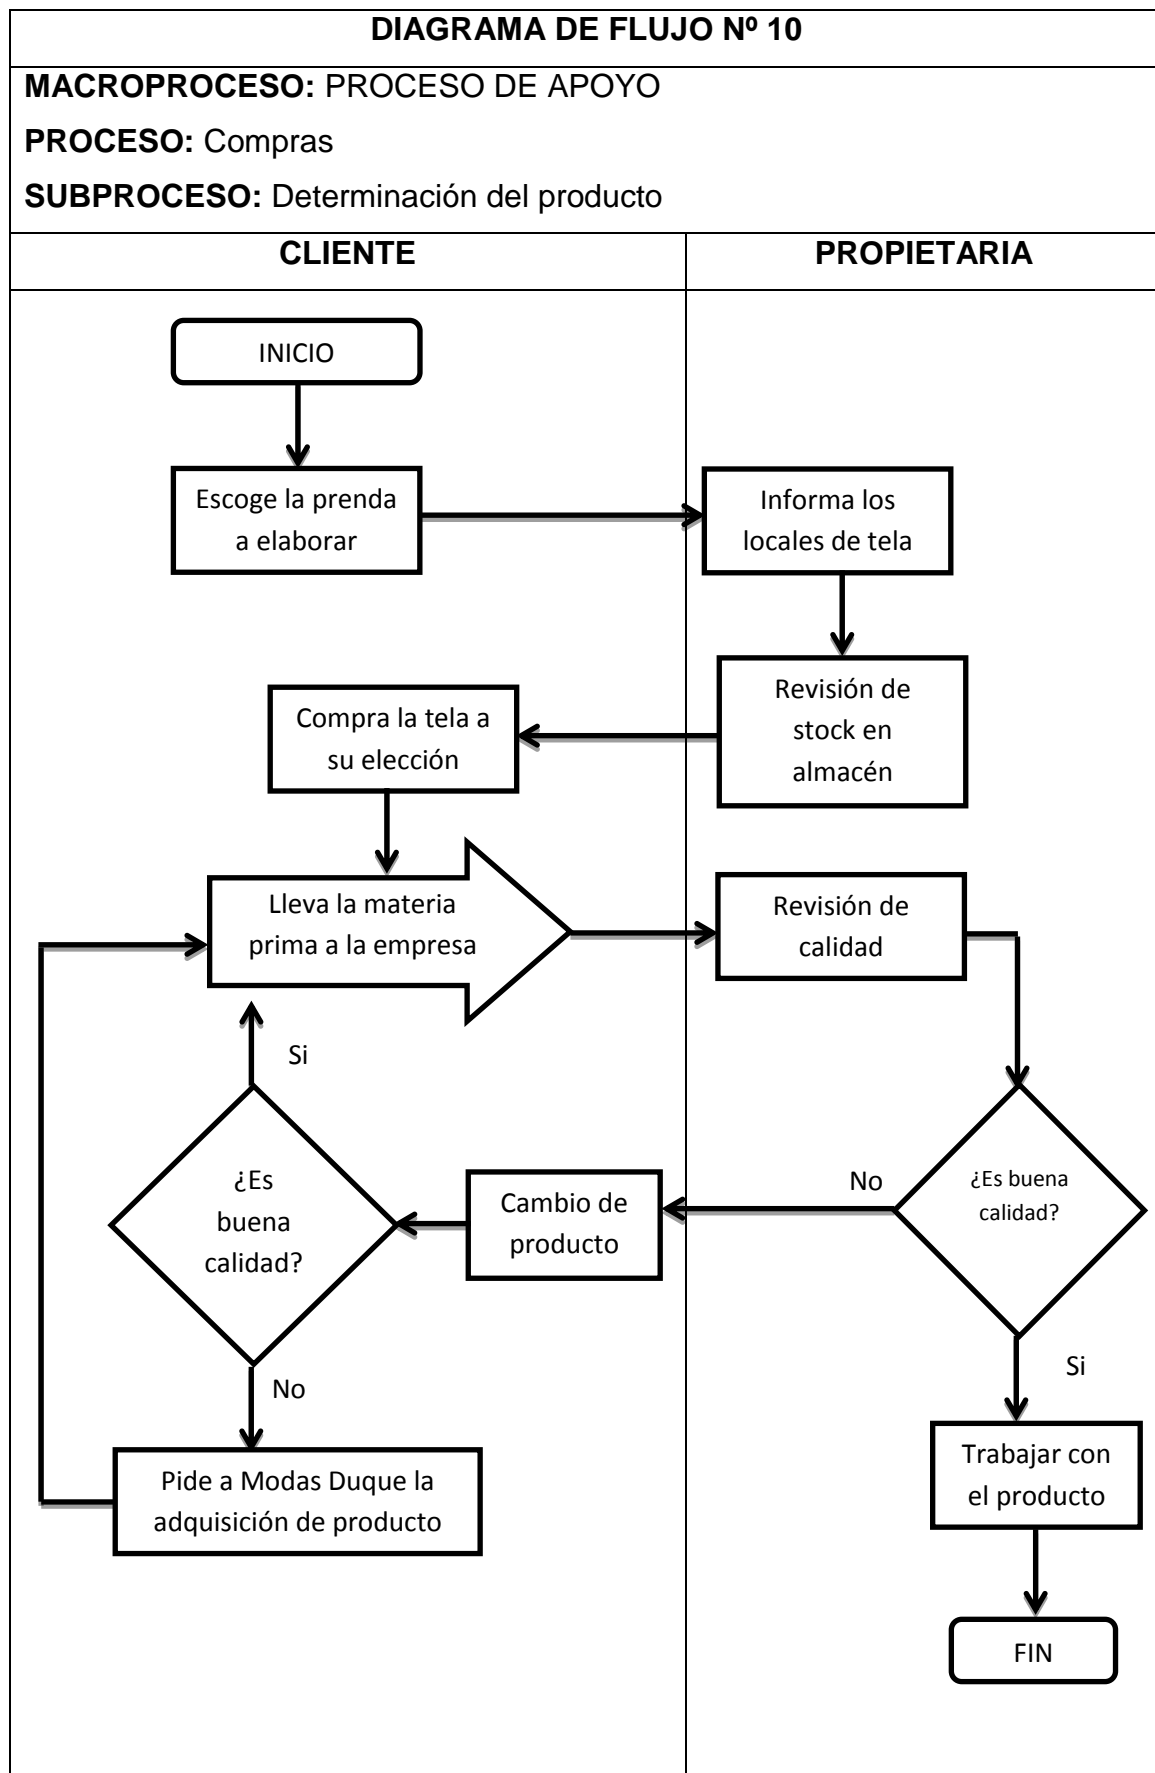 DIAGRAMA DE FLUJO Nº 10
MACROPROCESO: PROCESO DE APOYO
PROCESO: Compras
SUBPROCESO: Determinación del producto
CLIENTE
PROPIETARIA
INICIO
Escoge la prenda
a elaborar
Informa los
locales de tela
Revisión de
stock en
almacén
Compra la tela a
su elección
Lleva la materia
prima a la empresa
Revisión de
calidad
Si
¿Es buena
calidad?
No
Cambio de
producto
¿Es
buena
calidad?
No
Si
Pide a Modas Duque la
adquisición de producto
Trabajar con
el producto
FIN